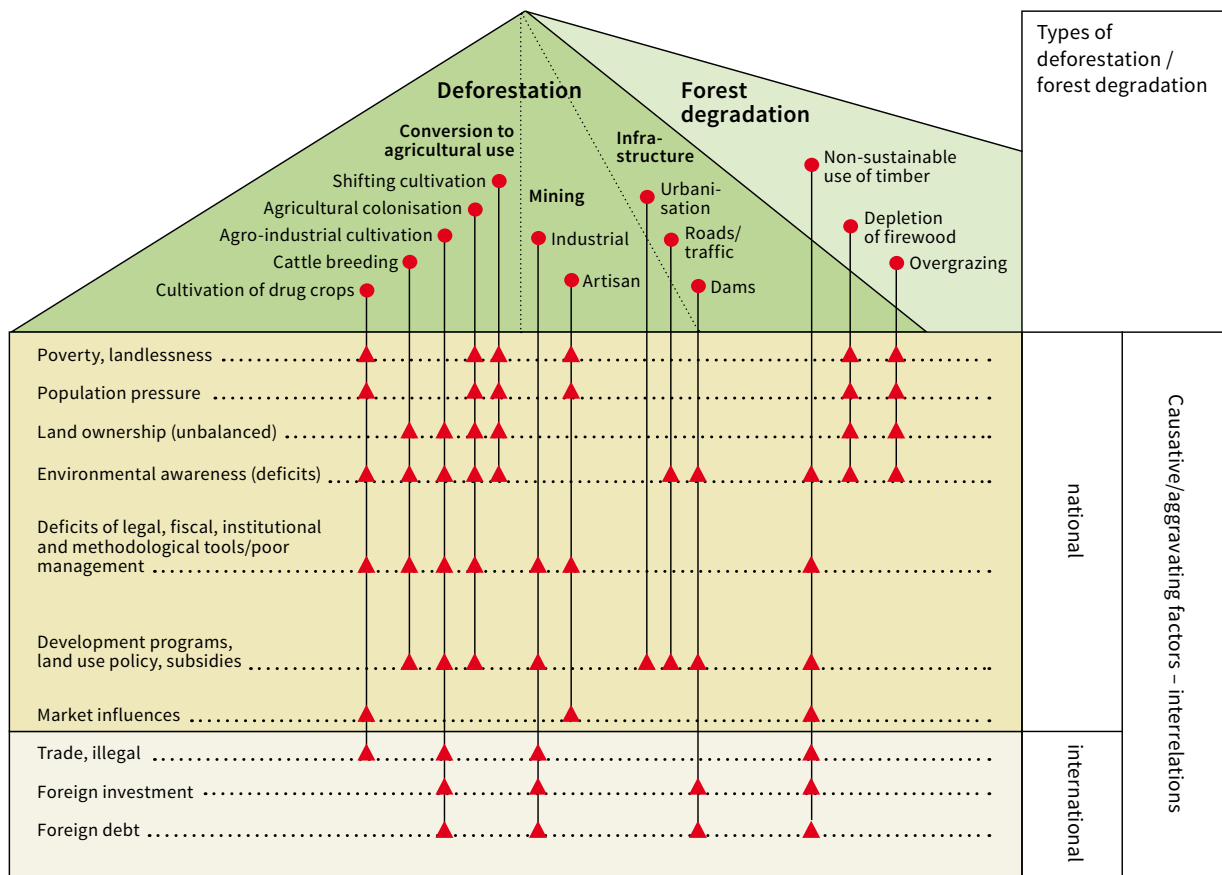 Types of
deforestation /
forest degradation
Deforestation
Forest
degradation
Conversion to
agricultural use
Shifting cultivation
Agricultural colonisation
Agro-industrial cultivation
Cattle breeding
Cultivation of drug crops
Mining
Industrial
Artisan
Infra-
structure
Urbani-
sation
Roads/
traffic
Dams
Non-sustainable
use of timber
Depletion
of firewood
Overgrazing
Poverty, landlessness
Population pressure
Land ownership (unbalanced)
Environmental awareness (deficits)
Deficits of legal, fiscal, institutional
and methodological tools/poor
management
Development programs,
land use policy, subsidies
Market influences
Trade, illegal
Foreign investment
Foreign debt
national
international
Causative/aggravating factors – interrelations